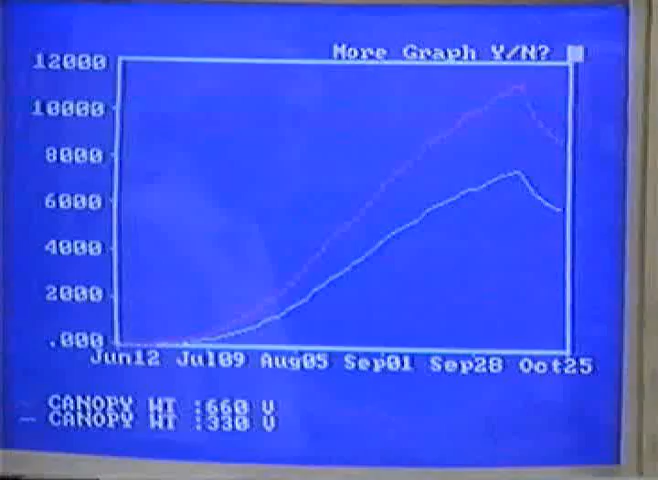 More Graph Y/N?
12000
10000
8000
6000
4000
2000
.000
Jun12 Jul09 Aug05 Sep01 Sep28 Oct25
CANOPY WT :660 V
CANOPY WT :330 V